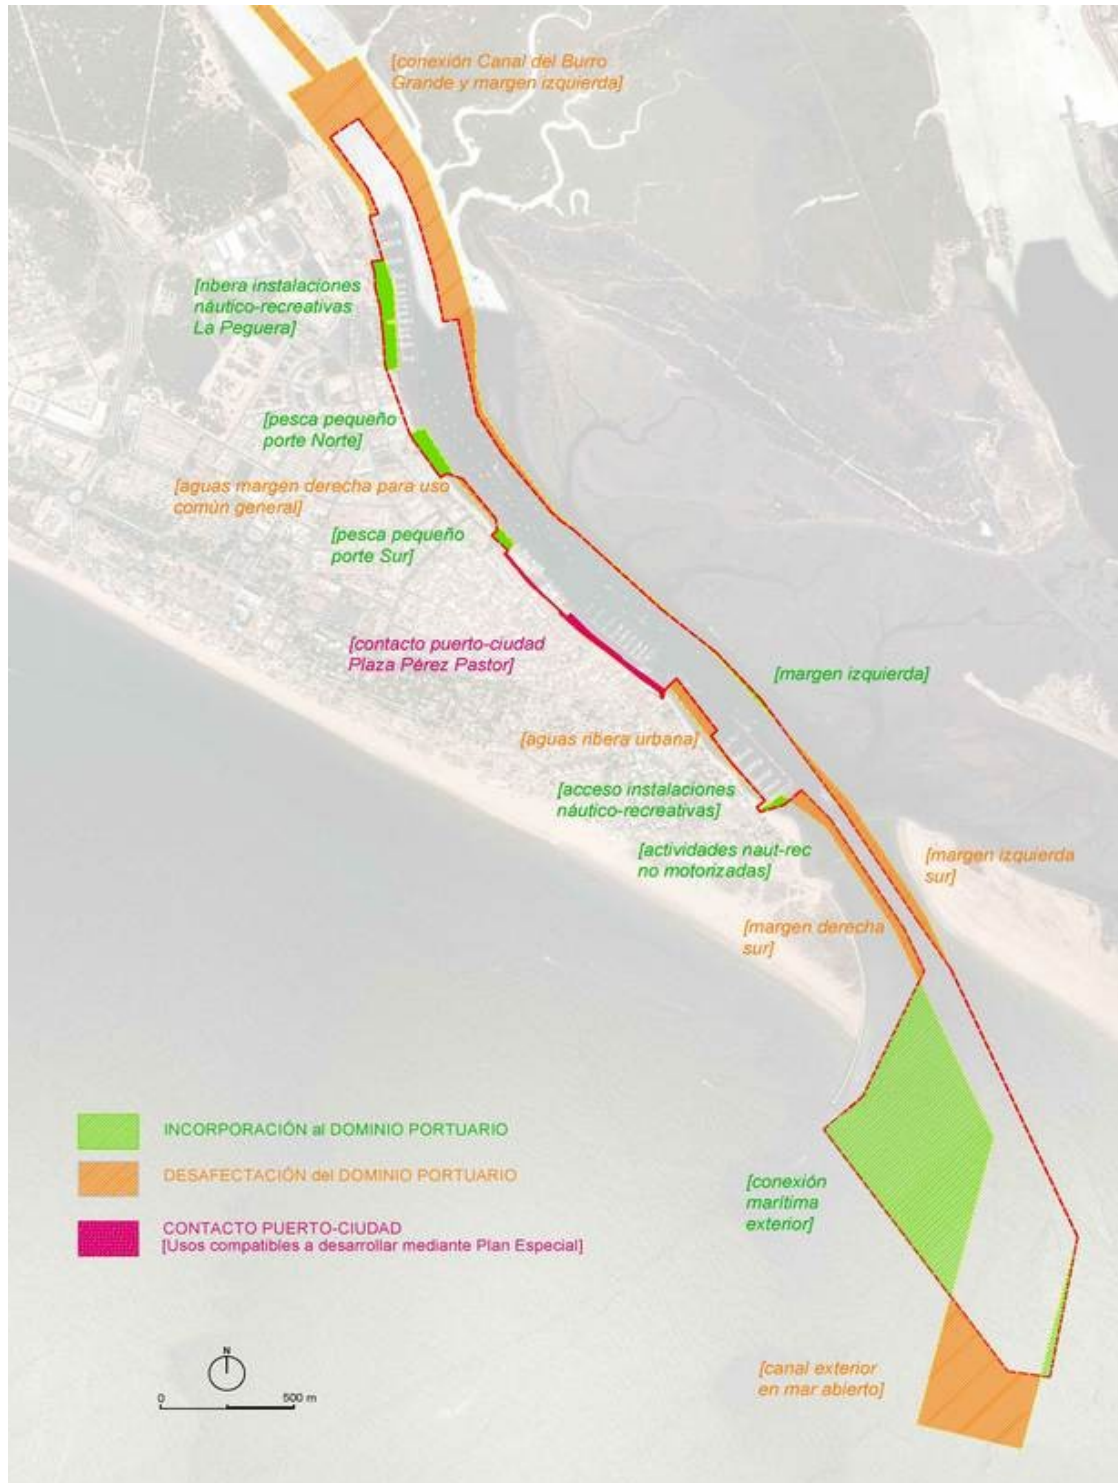 [conexión Canal del Burro
Grande y margen izquierda]
[ribera instalaciones
náutico-recreativas
La Peguera]
[pesca pequeño
porte Norte]
[aguas margen derecha para uso
común general]
[pesca pequeño
porte Sur]
[contacto puerto-ciudad
Plaza Pérez Pastor]
[margen izquierda]
[aguas ribera urbana]
[acceso instalaciones
náutico-recreativas]
[actividades naut-rec
no motorizadas]
[margen izquierda
sur]
[margen derecha
sur]
INCORPORACIÓN al DOMINIO PORTUARIO
DESAFECTACIÓN del DOMINIO PORTUARIO
CONTACTO PUERTO-CIUDAD
[Usos compatibles a desarrollar mediante Plan Especial]
[conexión
marítima
exterior]
N
0 500 m
[canal exterior
en mar abierto]